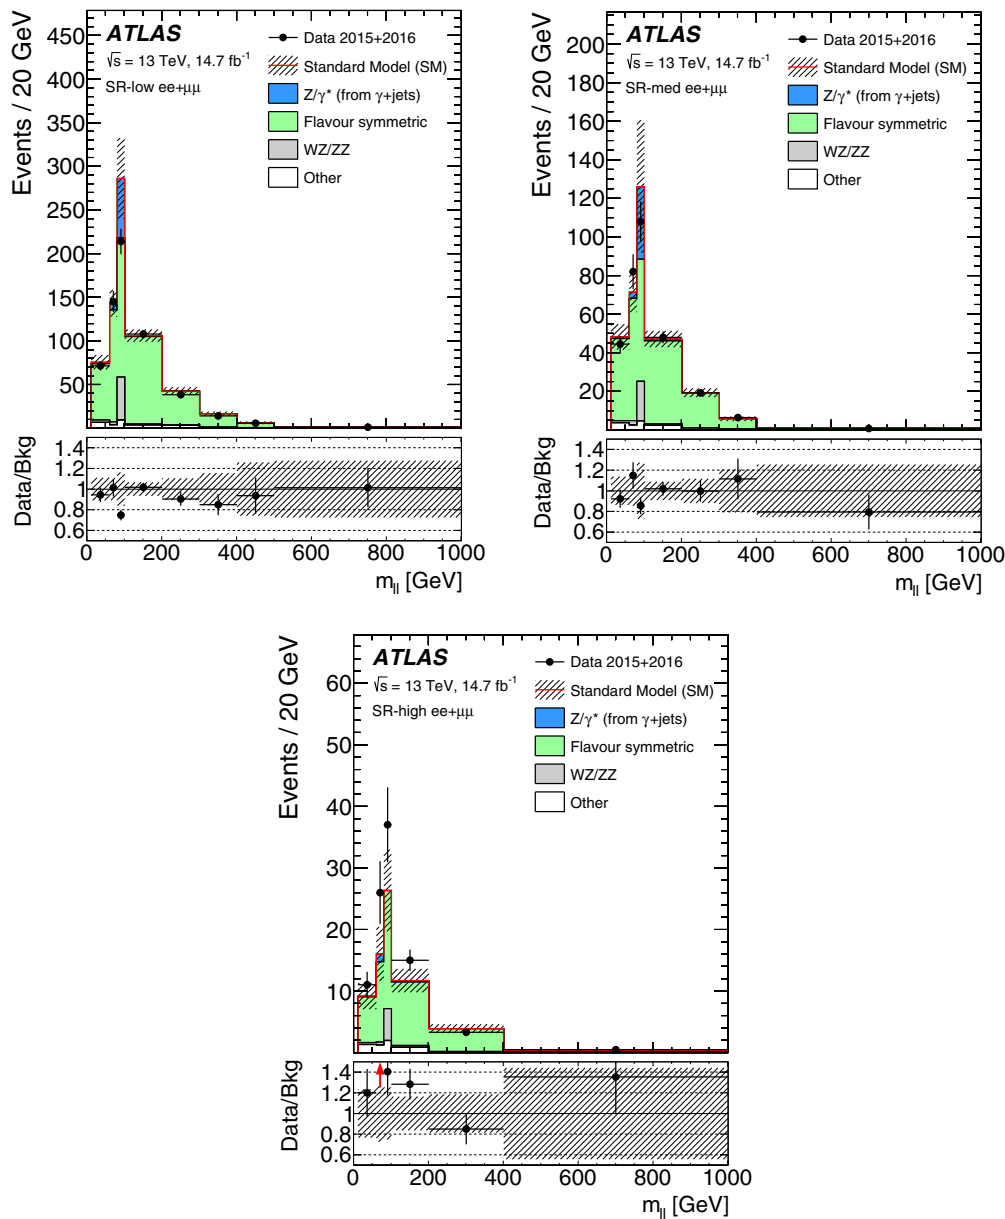 Events / 20 GeV
450
400
350
300
250
200
150
100
50
ATLAS
√s = 13 TeV, 14.7 fb⁻¹
SR-low ee+μμ
Data 2015+2016
Standard Model (SM)
Z/γ* (from γ+jets)
Flavour symmetric
WZ/ZZ
Other
Data/Bkg
1.4
1.2
1
0.8
0.6
0 200 400 600 800 1000
m_ll [GeV]
Events / 20 GeV
200
180
160
140
120
100
80
60
40
20
ATLAS
√s = 13 TeV, 14.7 fb⁻¹
SR-med ee+μμ
Data 2015+2016
Standard Model (SM)
Z/γ* (from γ+jets)
Flavour symmetric
WZ/ZZ
Other
Data/Bkg
1.4
1.2
1
0.8
0.6
0 200 400 600 800 1000
m_ll [GeV]
Events / 20 GeV
60
50
40
30
20
10
ATLAS
√s = 13 TeV, 14.7 fb⁻¹
SR-high ee+μμ
Data 2015+2016
Standard Model (SM)
Z/γ* (from γ+jets)
Flavour symmetric
WZ/ZZ
Other
Data/Bkg
1.4
1.2
1
0.8
0.6
0 200 400 600 800 1000
m_ll [GeV]